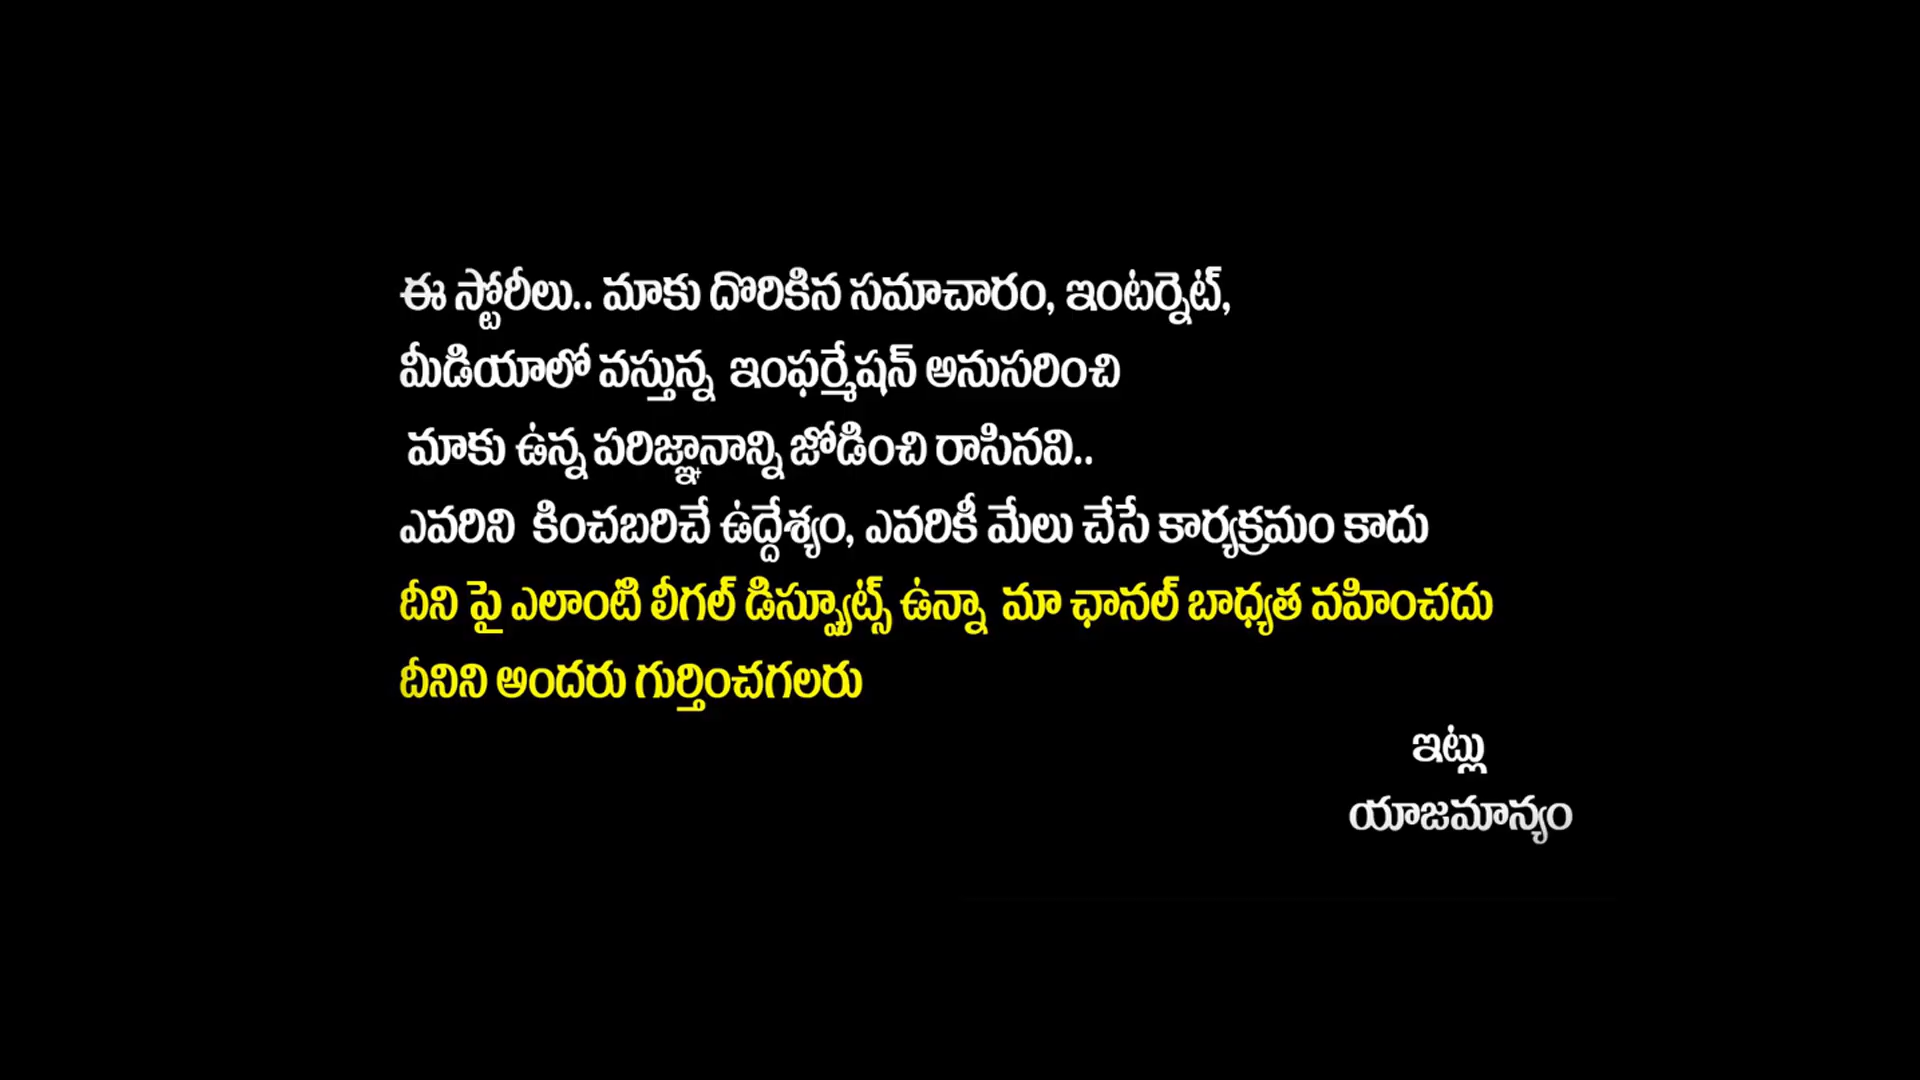 ఈ స్టోరీలు.. మాకు దొరికిన సమాచారం, ఇంటర్నెట్,
మీడియాలో వస్తున్న ఇంఫర్మేషన్ అనుసరించి
మాకు ఉన్న పరిజ్ఞానాన్ని జోడించి రాసినవి..
ఎవరిని కించబరిచే ఉద్దేశ్యం, ఎవరికీ మేలు చేసే కార్యక్రమం కాదు
దీని పై ఎలాంటి లీగల్ డిస్ప్యూట్స్ ఉన్నా మా ఛానల్ బాధ్యత వహించదు
దీనిని అందరు గుర్తించగలరు
ఇట్లు
యాజమాన్యం